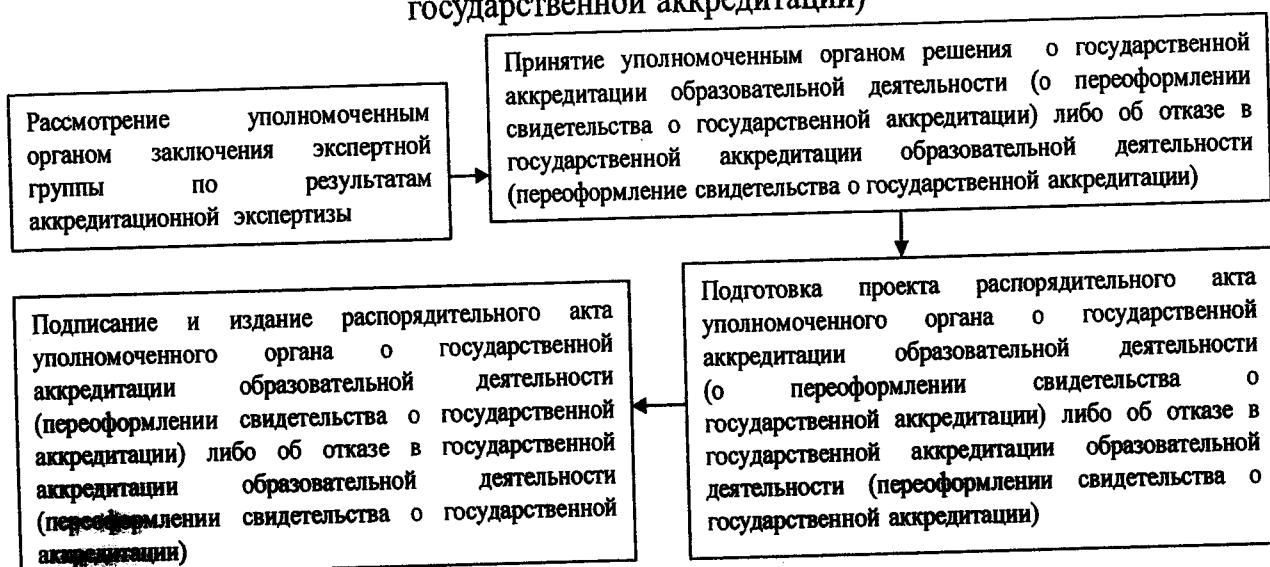 государственной аккредитации)
Рассмотрение уполномоченным
органом заключения экспертной
группы по результатам
аккредитационной экспертизы
Принятие уполномоченным органом решения о государственной
аккредитации образовательной деятельности (о переоформлении
свидетельства о государственной аккредитации) либо об отказе в
государственной аккредитации образовательной деятельности
(переоформление свидетельства о государственной аккредитации)
Подготовка проекта распорядительного акта
уполномоченного органа о государственной
аккредитации образовательной деятельности
(о переоформлении свидетельства о
государственной аккредитации) либо об отказе в
государственной аккредитации образовательной
деятельности (переоформлении свидетельства о
государственной аккредитации)
Подписание и издание распорядительного акта
уполномоченного органа о государственной
аккредитации образовательной деятельности
(переоформлении свидетельства о государственной
аккредитации) либо об отказе в государственной
аккредитации образовательной деятельности
(переоформлении свидетельства о государственной
аккредитации)